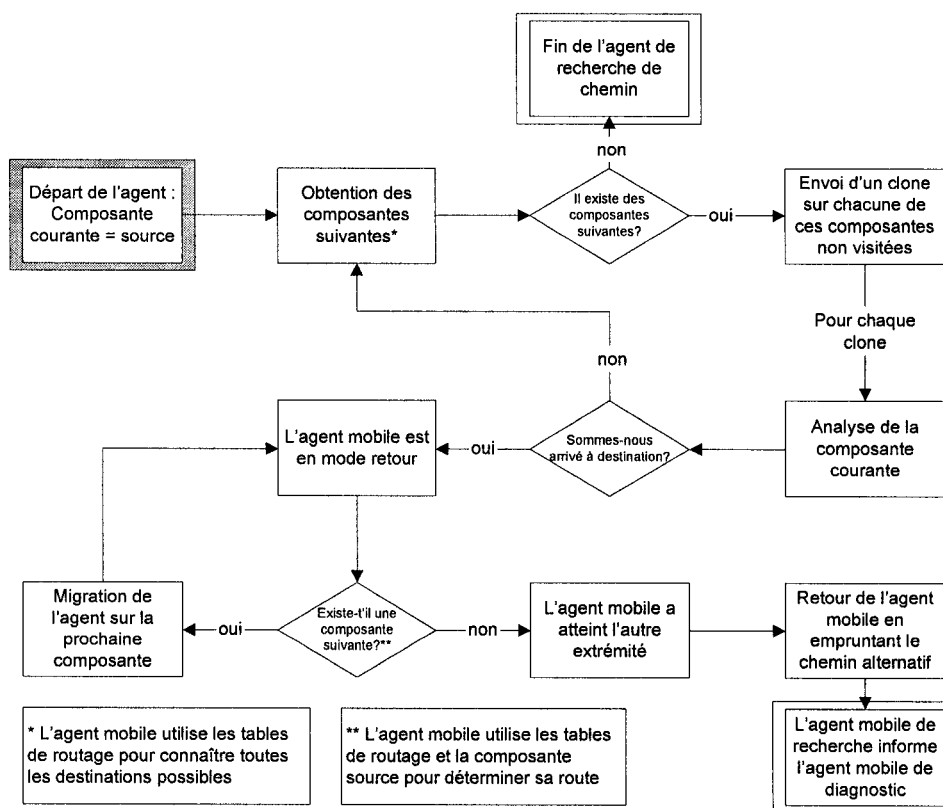 Fin de l'agent de
recherche de
chemin
non
Départ de l'agent :
Composante
courante = source
Obtention des
composantes
suivantes*
Il existe des
composantes
suivantes?
oui
Envoi d'un clone
sur chacune de
ces composantes
non visitées
Pour chaque
clone
non
L'agent mobile est
en mode retour
oui
Sommes-nous
arrivé à destination?
Analyse de la
composante
courante
Migration de
l'agent sur la
prochaine
composante
oui
Existe-t'il une
composante
suivante?**
non
L'agent mobile a
atteint l'autre
extrémité
Retour de l'agent
mobile en
empruntant le
chemin alternatif
* L'agent mobile utilise les tables
de routage pour connaître toutes
les destinations possibles
** L'agent mobile utilise les tables
de routage et la composante
source pour déterminer sa route
L'agent mobile de
recherche informe
l'agent mobile de
diagnostic